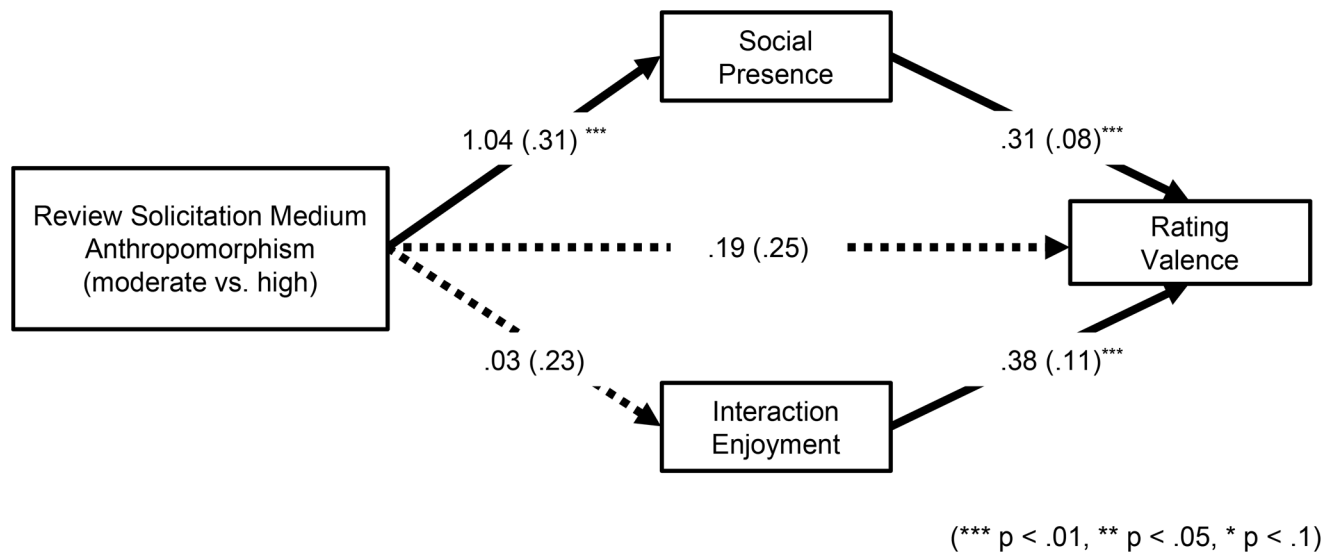 Social
Presence
1.04 (.31) ***
.31 (.08)***
Review Solicitation Medium
Anthropomorphism
(moderate vs. high)
.19 (.25)
Rating
Valence
.03 (.23)
.38 (.11)***
Interaction
Enjoyment
(*** p < .01, ** p < .05, * p < .1)